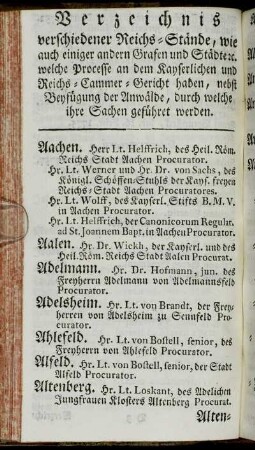 Verzeichnis
verschiedener Reichs-Stände, wie
auch einiger andern Grafen und Städte ꝛc.
welche Processe an dem Kayserlichen und
Reichs-Cammer-Gericht haben, nebst
Beyfügung der Anwälde, durch welche
ihre Sachen geführet werden.
Aachen. Herr Lt. Helffrich, des Heil. Röm.
Reichs Stadt Aachen Procurator.
Hr. Lt. Werner und Hr. Dr. von Sachs, des
Königl. Schöffen-Stuhls der Kays. freyen
Reichs-Stadt Aachen Procuratores.
Hr. Lt. Wolff, des Kayserl. Stifts B. M. V.
in Aachen Procurator.
Hr. Lt. Helffrich, der Canonicorum Regular.
ad St. Joannem Bapt. in Aachen Procurator.
Aalen. Hr. Dr. Wickh, der Kayserl. und des
Heil. Röm. Reichs Stadt Aalen Procurat.
Adelmann. Hr. Dr. Hofmann, jun. des
Freyherrn Adelmann von Adelmannsfeld
Procurator.
Adelsheim. Hr. Lt. von Brandt, der Frey-
herren von Adelsheim zu Sennfeld Pro-
curator.
Ahlefeld. Hr. Lt. von Bostell, senior, des
Freyherrn von Ahlefeld Procurator.
Alfeld. Hr. Lt. von Bostell, senior, der Stadt
Alfeld Procurator.
Altenberg. Hr. Lt. Loskant, des Adelichen
Jungfrauen Klosters Altenberg Procurat.
Alten-